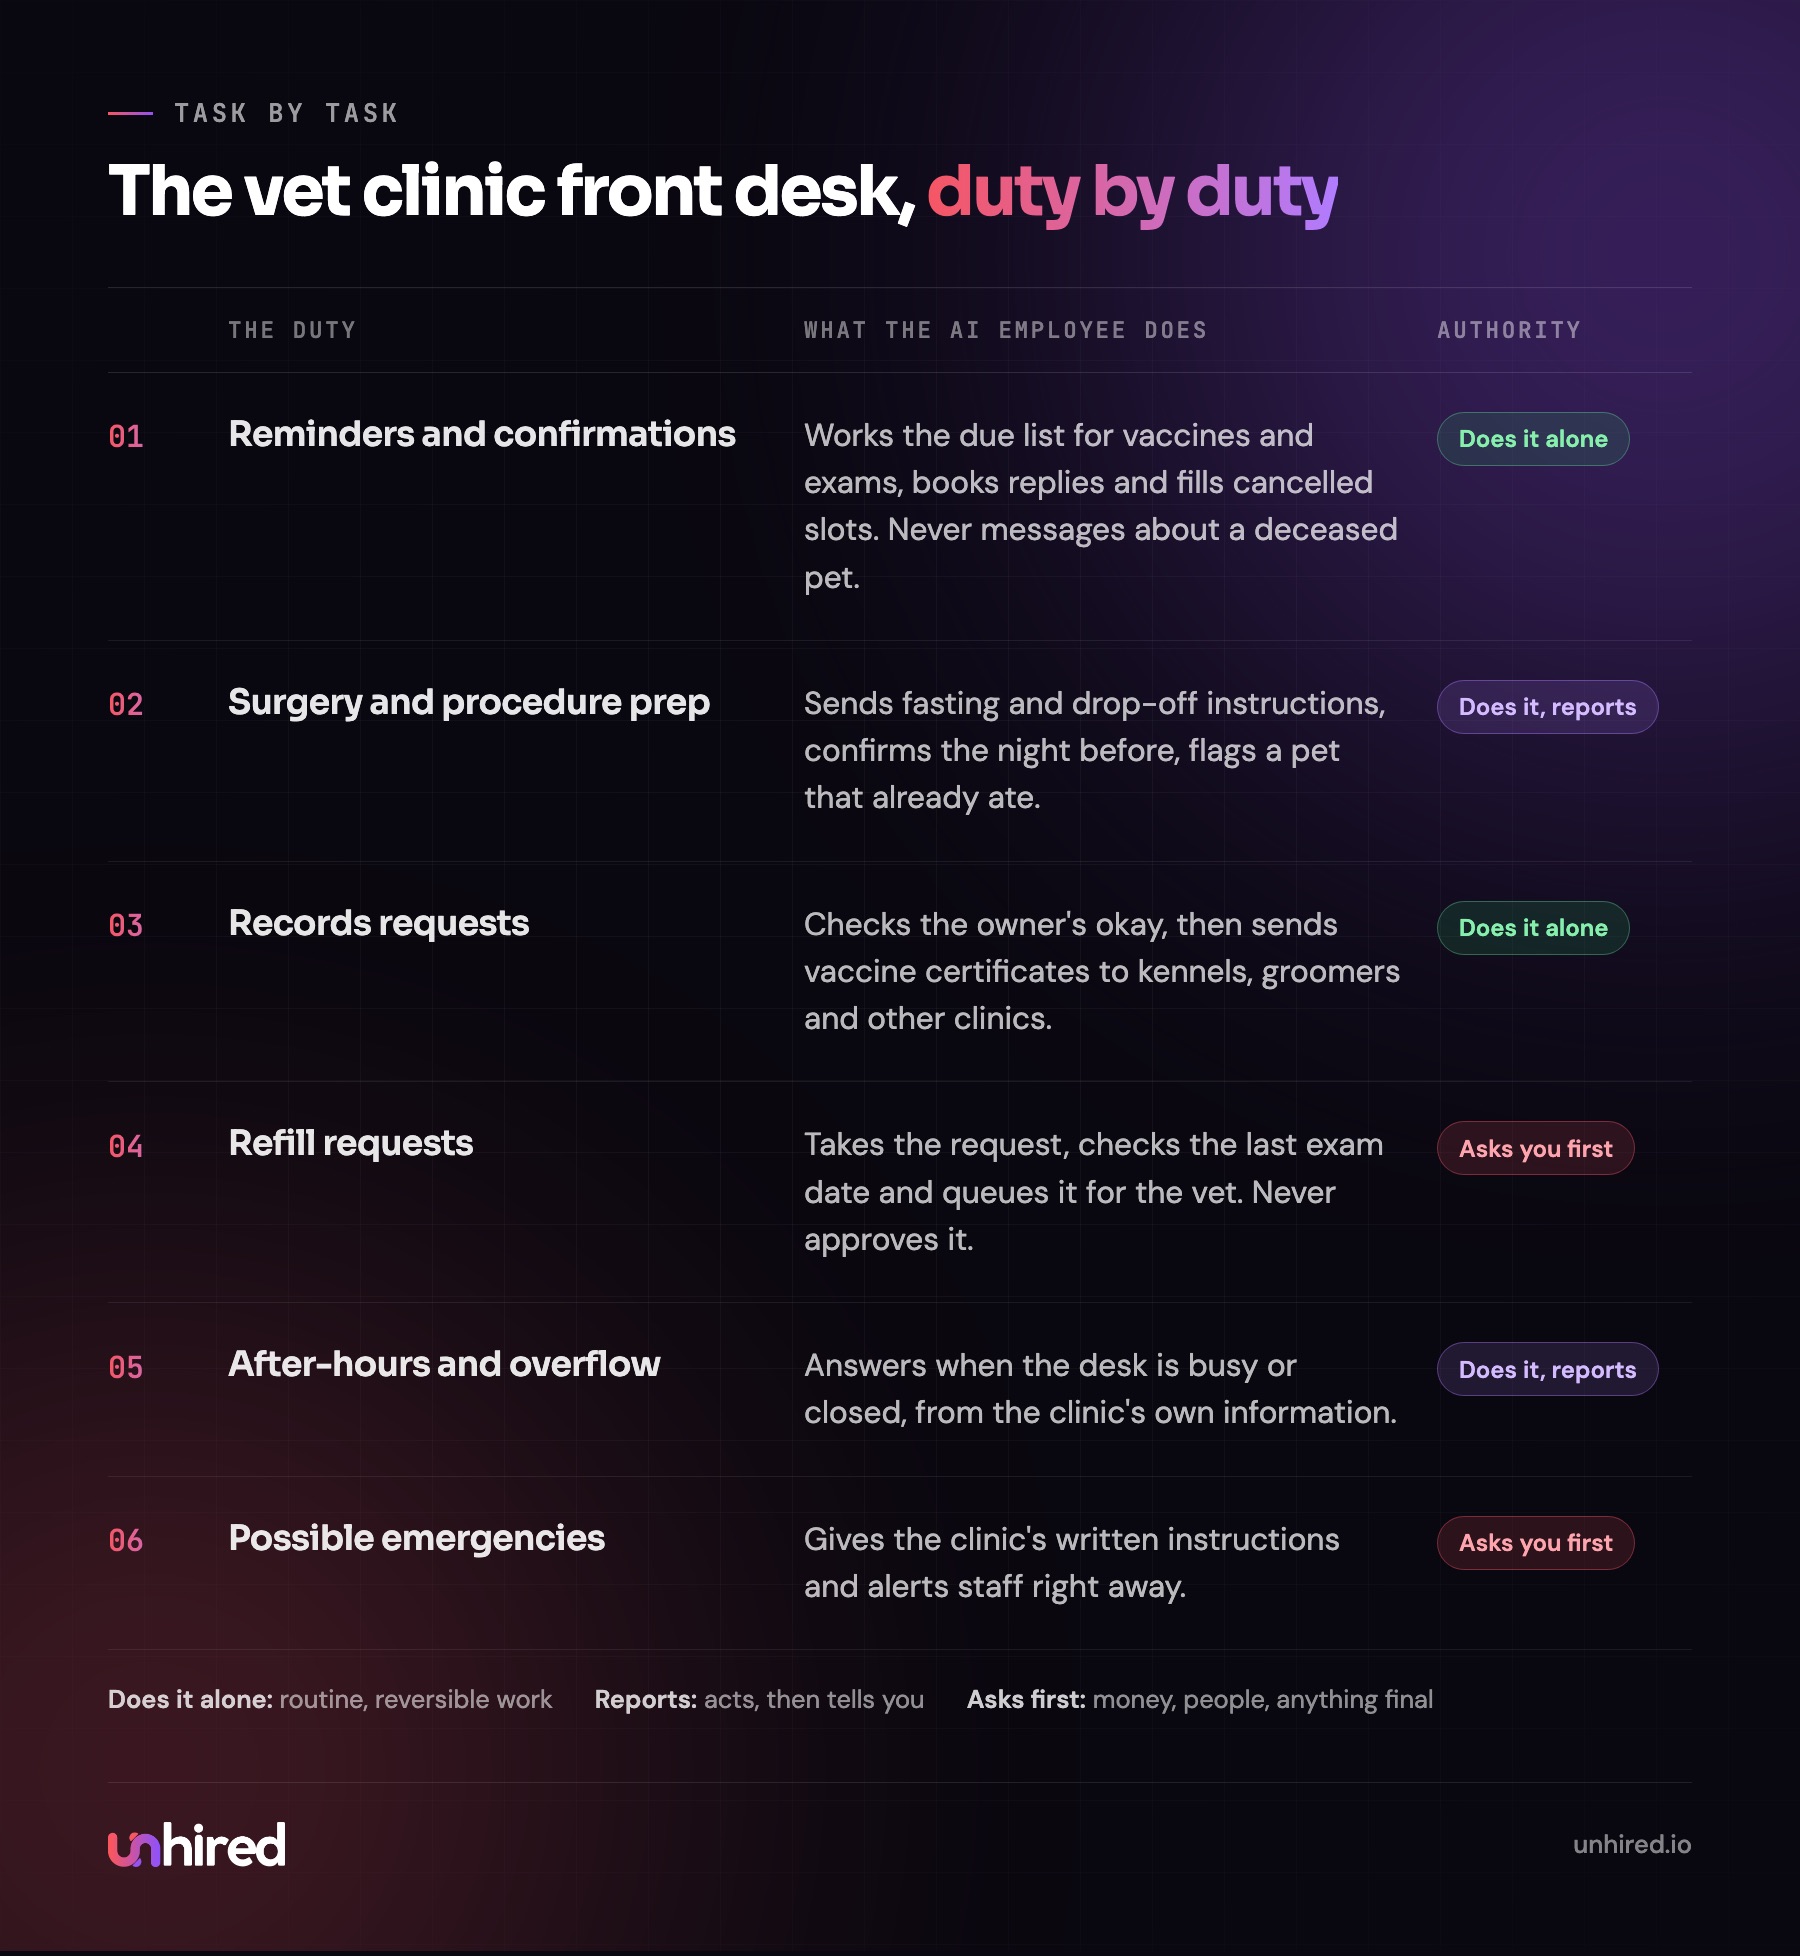 TASK BY TASK
The vet clinic front desk, duty by duty
THE DUTY WHAT THE AI EMPLOYEE DOES AUTHORITY
01 Reminders and confirmations Works the due list for vaccines and Does it alone
exams, books replies and fills cancelled
slots. Never messages about a deceased
pet.
02 Surgery and procedure prep Sends fasting and drop-off instructions, Does it, reports
confirms the night before, flags a pet
that already ate.
03 Records requests Checks the owner's okay, then sends Does it alone
vaccine certificates to kennels, groomers
and other clinics.
04 Refill requests Takes the request, checks the last exam Asks you first
date and queues it for the vet. Never
approves it.
05 After-hours and overflow Answers when the desk is busy or Does it, reports
closed, from the clinic's own information.
06 Possible emergencies Gives the clinic's written instructions Asks you first
and alerts staff right away.
Does it alone: routine, reversible work Reports: acts, then tells you Asks first: money, people, anything final
unhired unhired.io